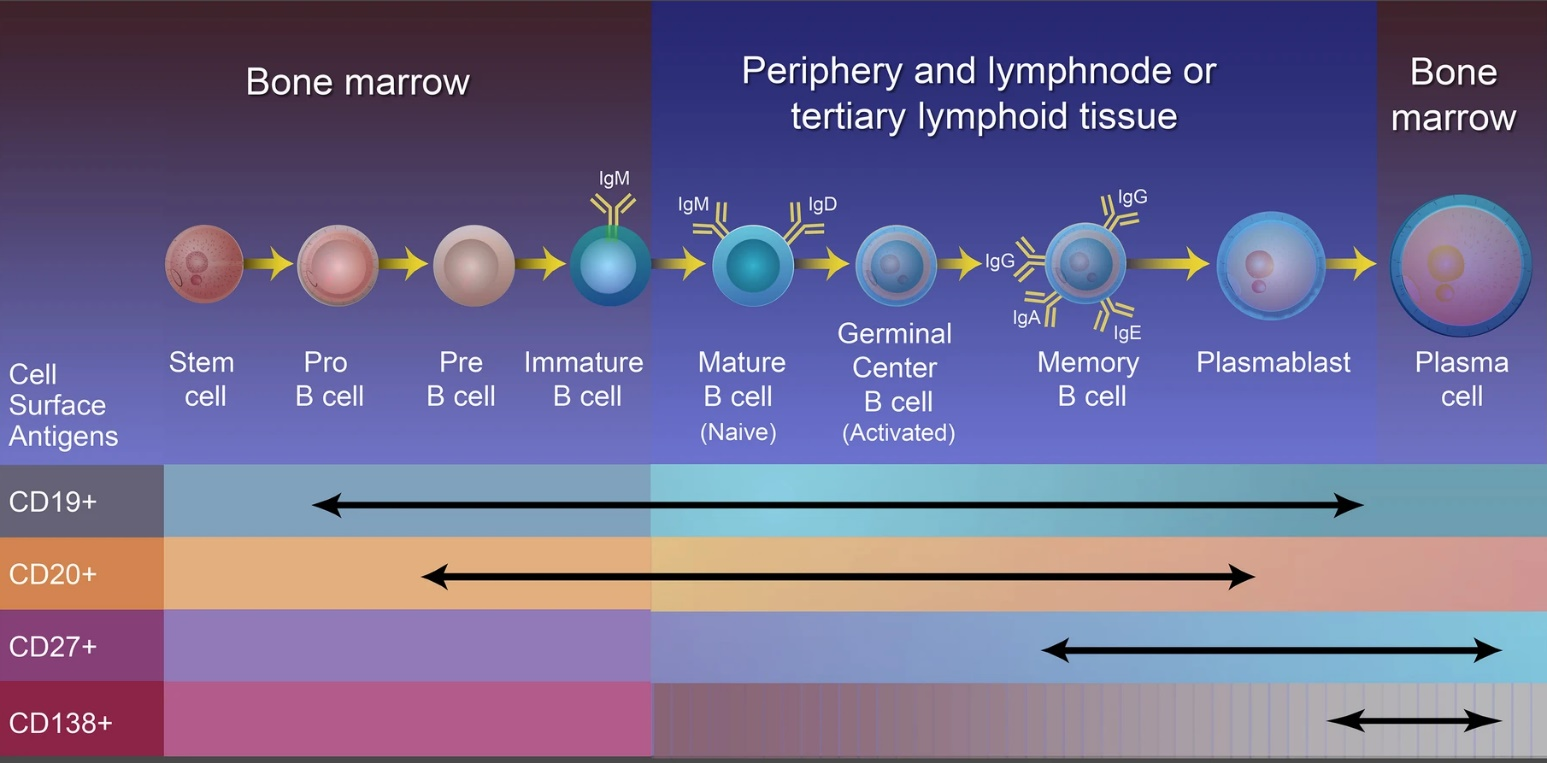 Bone marrow
Periphery and lymphnode or
tertiary lymphoid tissue
Bone
marrow
IgM
IgM
IgD
IgG
IgG
IgA
IgE
Stem
cell
Pro
B cell
Pre
B cell
Immature
B cell
Mature
B cell
(Naive)
Germinal
Center
B cell
(Activated)
Memory
B cell
Plasmablast
Plasma
cell
Cell
Surface
Antigens
CD19+
CD20+
CD27+
CD138+